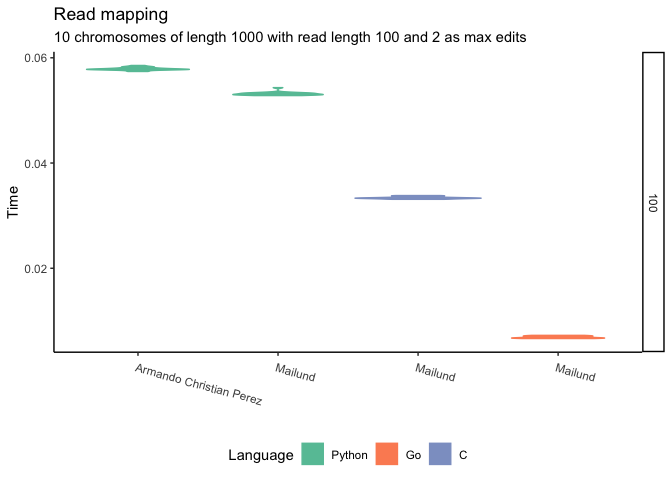 Read mapping
10 chromosomes of length 1000 with read length 100 and 2 as max edits
0.06
0.04
0.02
Time
100
Armando Christian Perez
Mailund
Mailund
Mailund
Language
Python
Go
C